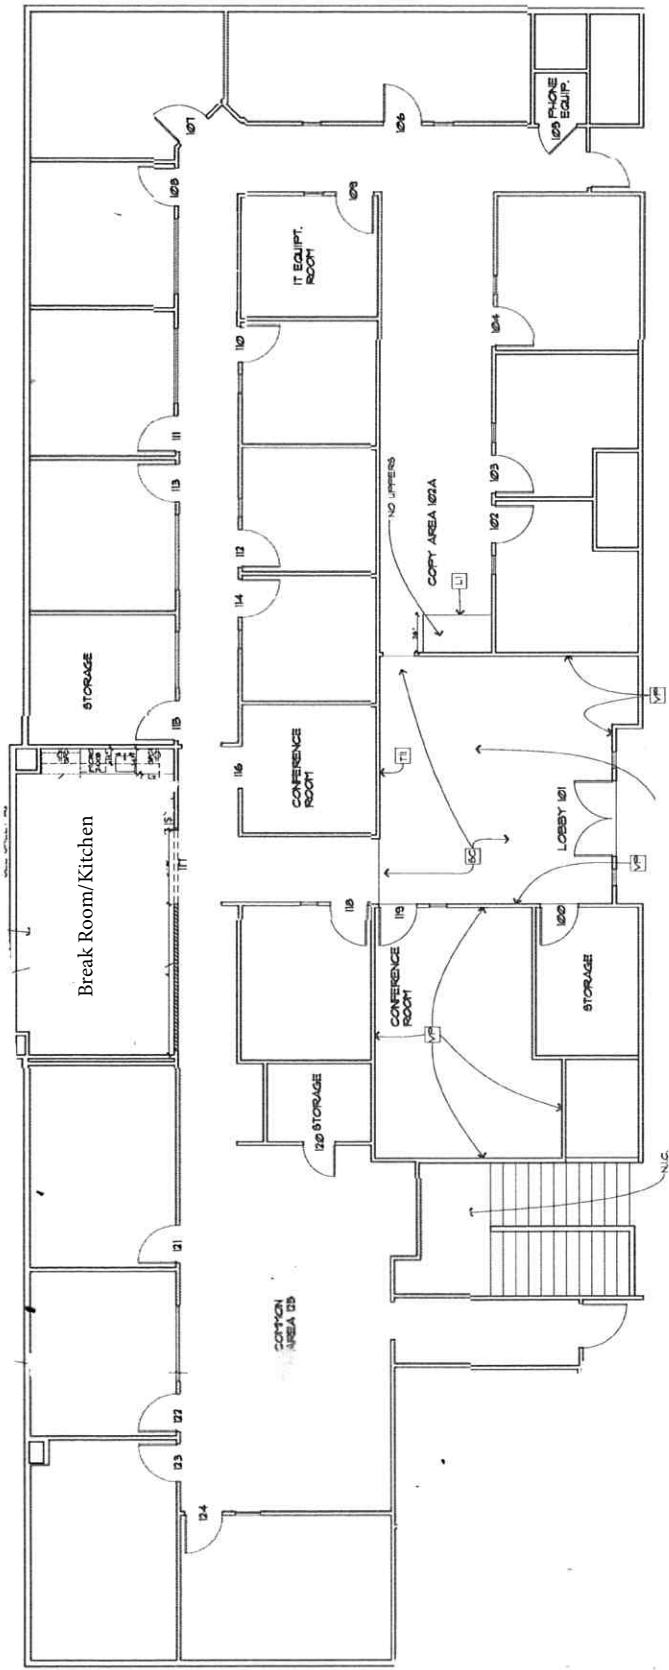 107
106
105 PHONE
EQUIP.
108
109
IT EQUIPT.
ROOM
104
110
111
103
113
NO UPPERS
COPY AREA 102A
102
112
114
L1
STORAGE
115
116
CONFERENCE
ROOM
T3
VP
LOBBY 101
Break Room/Kitchen
117
SC
VP
118
119
100
CONFERENCE
ROOM
STORAGE
VP
120 STORAGE
N.I.C.
121
COMMON
AREA 125
122
123
124